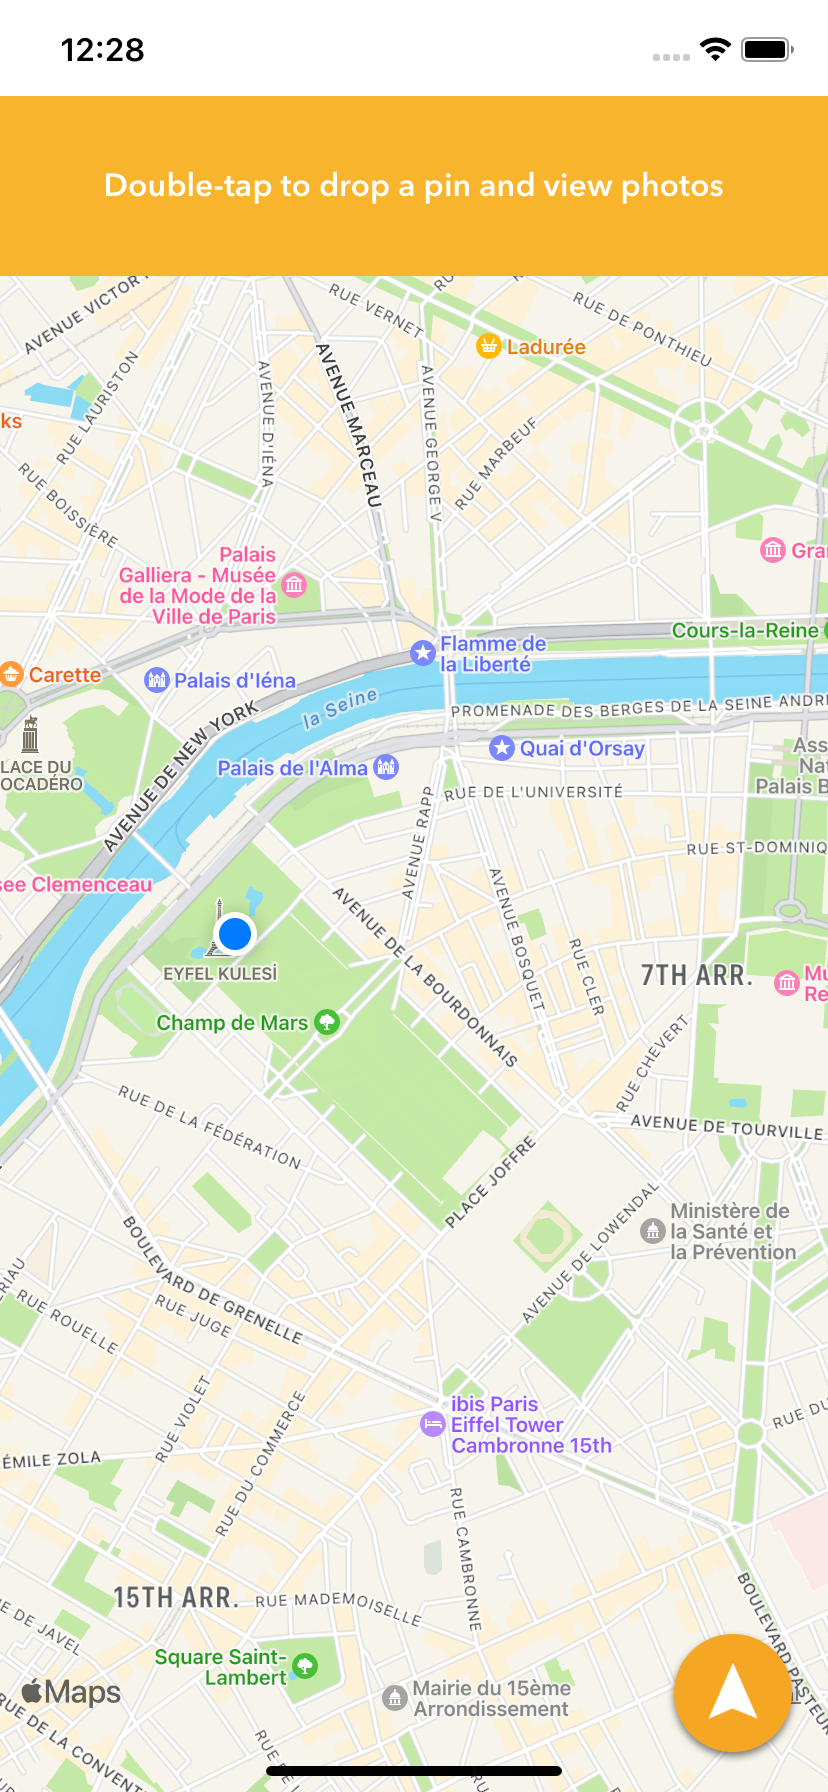 12:28
Double-tap to drop a pin and view photos
AVENUE VICTOR
RUE VERNET
RUE DE PONTHIEU
Ladurée
RUE LAURISTON
AVENUE D'IÉNA
AVENUE MARCEAU
AVENUE GEORGE V
RUE MARBEUF
ks
RUE BOISSIÈRE
Palais
Galliera - Musée
de la Mode de la
Ville de Paris
Gra
Cours-la-Reine
Flamme de
la Liberté
Carette
Palais d'Iéna
la Seine
AVENUE DE NEW YORK
PROMENADE DES BERGES DE LA SEINE ANDR
Quai d'Orsay
LACE DU
OCADÉRO
Palais de l'Alma
Ass
Nat
Palais B
RUE DE L'UNIVERSITÉ
AVENUE RAPP
RUE ST-DOMINIQ
see Clemenceau
AVENUE DE LA BOURDONNAIS
AVENUE BOSQUET
RUE CLER
EYFEL KULESİ
7TH ARR.
Mu
Re
Champ de Mars
RUE CHEVERT
RUE DE LA FÉDÉRATION
AVENUE DE TOURVILLE
PLACE JOFFRE
Ministère de
la Santé et
la Prévention
AVENUE DE LOWENDAL
BOULEVARD DE GRENELLE
RIAU
RUE ROUELLE
RUE JUGE
RUE VIOLET
RUE DU COMMERCE
ibis Paris
Eiffel Tower
Cambronne 15th
RUE DU
ÉMILE ZOLA
RUE CAMBRONNE
15TH ARR.
RUE MADEMOISELLE
BOULEVARD PASTEUR
E DE JAVEL
Square Saint-
Lambert
Maps
Mairie du 15ème
Arrondissement
RUE DE LA CONVENT
RUE DE L